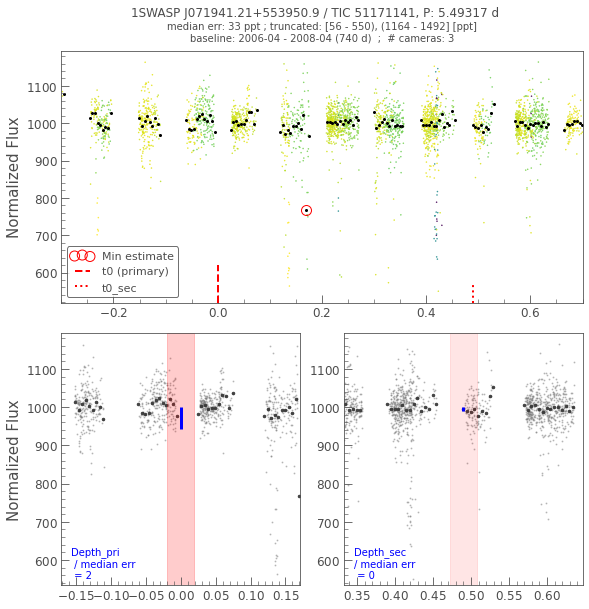 1SWASP J071941.21+553950.9 / TIC 51171141, P: 5.49317 d
median err: 33 ppt ; truncated: [56 - 550), (1164 - 1492] [ppt]
baseline: 2006-04 - 2008-04 (740 d)  ;  # cameras: 3
Normalized Flux
1100
1000
900
800
700
600
Min estimate
t0 (primary)
t0_sec
−0.2 0.0 0.2 0.4 0.6
Normalized Flux
1100
1000
900
800
700
600
Depth_pri
/ median err
= 2
−0.15 −0.10 −0.05 0.00 0.05 0.10 0.15
1100
1000
900
800
700
600
Depth_sec
/ median err
= 0
0.35 0.40 0.45 0.50 0.55 0.60